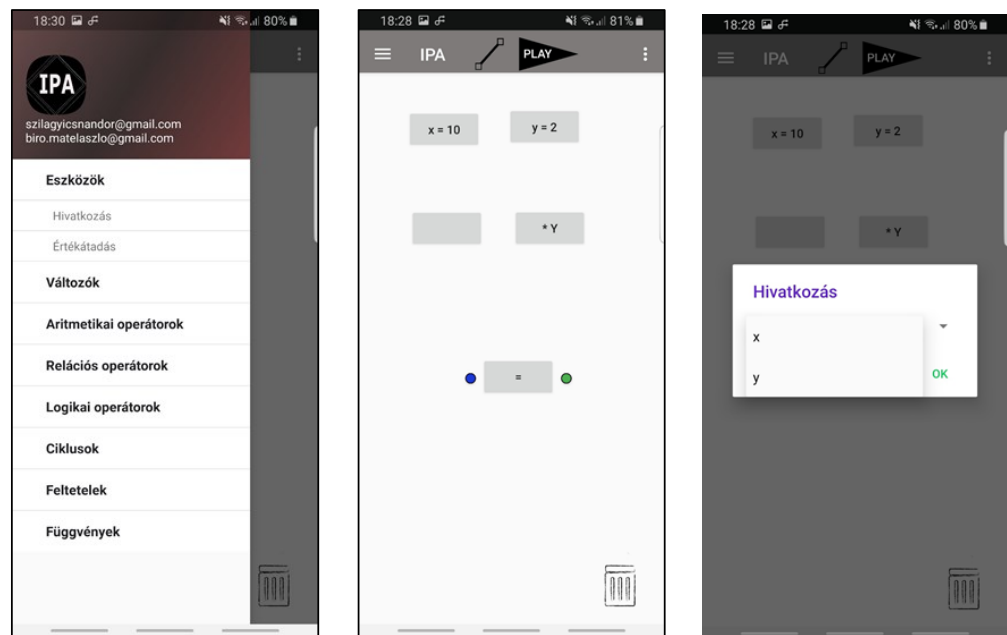 18:30 80%
IPA
szilagyicsnandor@gmail.com
biro.matelaszlo@gmail.com
Eszközök
Hivatkozás
Értékátadás
Változók
Aritmetikai operátorok
Relációs operátorok
Logikai operátorok
Ciklusok
Feltetelek
Függvények
18:28 81%
IPA PLAY
x = 10 y = 2
* Y
=
18:28 80%
IPA PLAY
x = 10 y = 2
* Y
Hivatkozás
x
y
OK